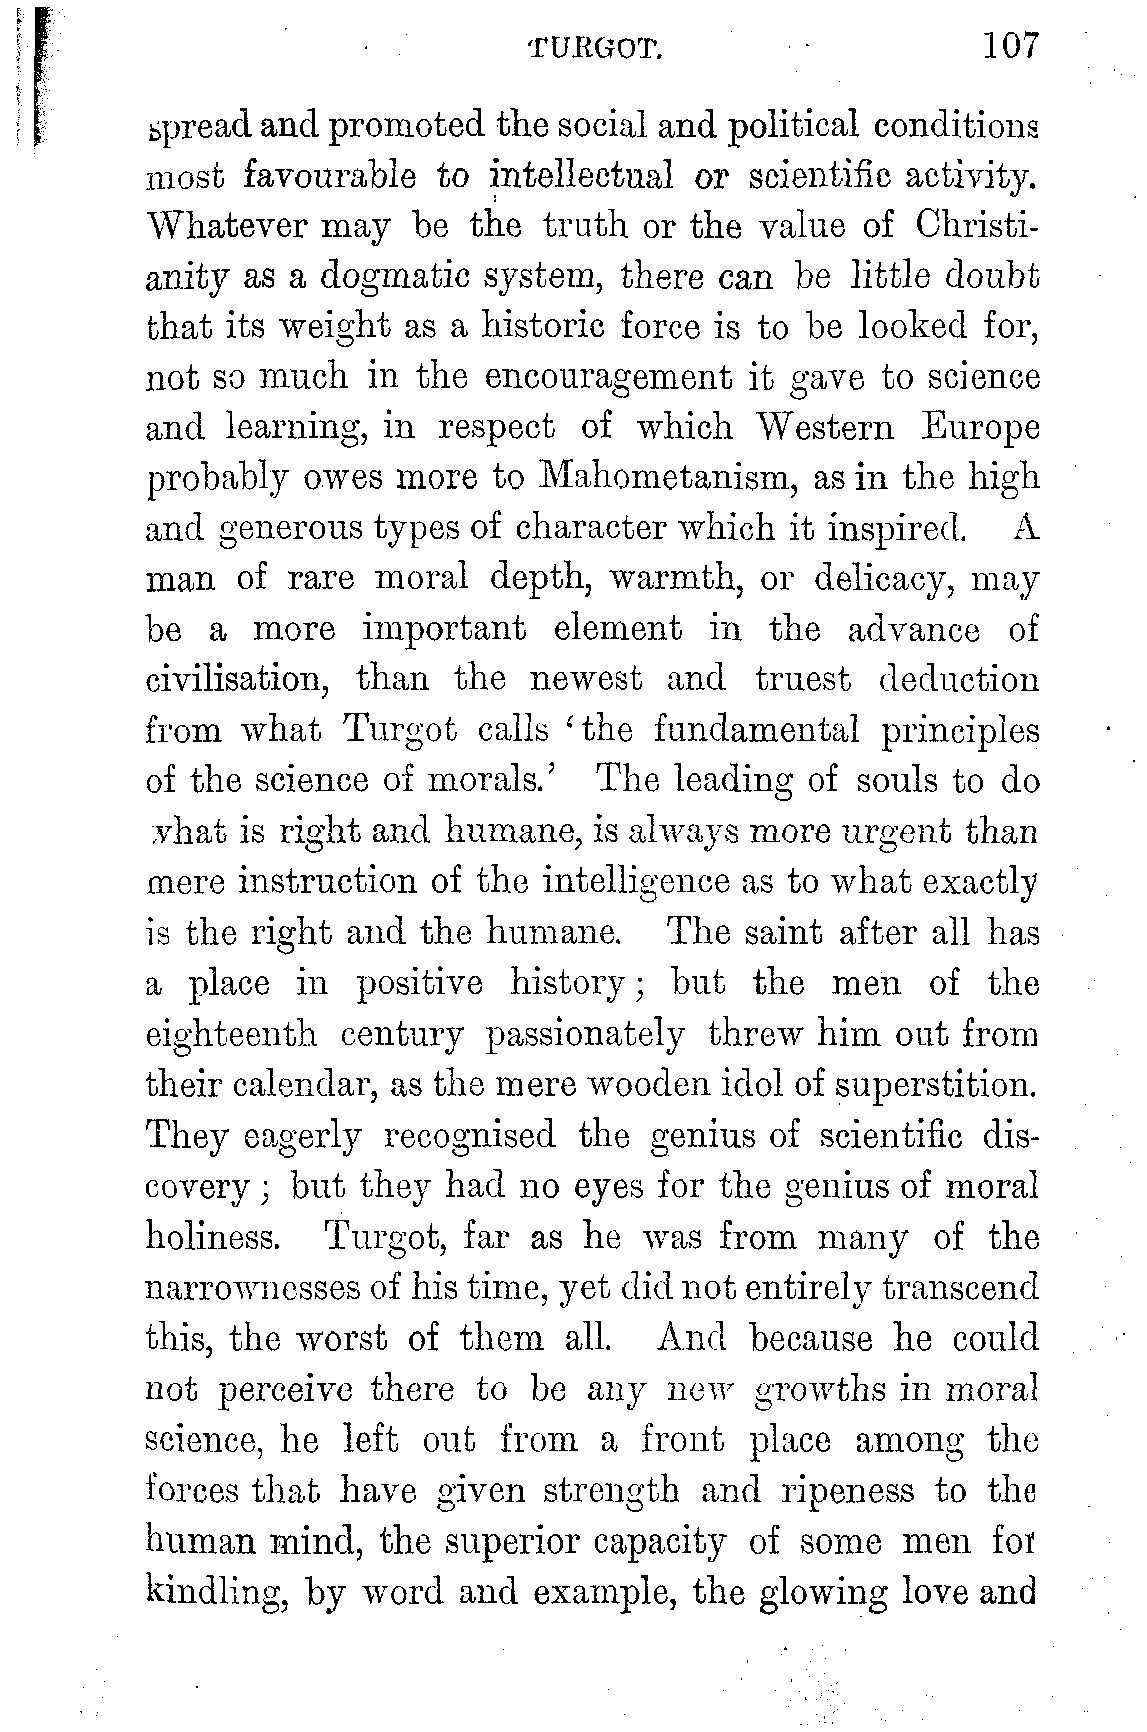 TURGOT. 107
spread and promoted the social and political conditions
most favourable to intellectual or scientific activity.
Whatever may be the truth or the value of Christi-
anity as a dogmatic system, there can be little doubt
that its weight as a historic force is to be looked for,
not so much in the encouragement it gave to science
and learning, in respect of which Western Europe
probably owes more to Mahometanism, as in the high
and generous types of character which it inspired. A
man of rare moral depth, warmth, or delicacy, may
be a more important element in the advance of
civilisation, than the newest and truest deduction
from what Turgot calls ‘the fundamental principles
of the science of morals.’ The leading of souls to do
what is right and humane, is always more urgent than
mere instruction of the intelligence as to what exactly
is the right and the humane. The saint after all has
a place in positive history; but the men of the
eighteenth century passionately threw him out from
their calendar, as the mere wooden idol of superstition.
They eagerly recognised the genius of scientific dis-
covery; but they had no eyes for the genius of moral
holiness. Turgot, far as he was from many of the
narrownesses of his time, yet did not entirely transcend
this, the worst of them all. And because he could
not perceive there to be any new growths in moral
science, he left out from a front place among the
forces that have given strength and ripeness to the
human mind, the superior capacity of some men for
kindling, by word and example, the glowing love and